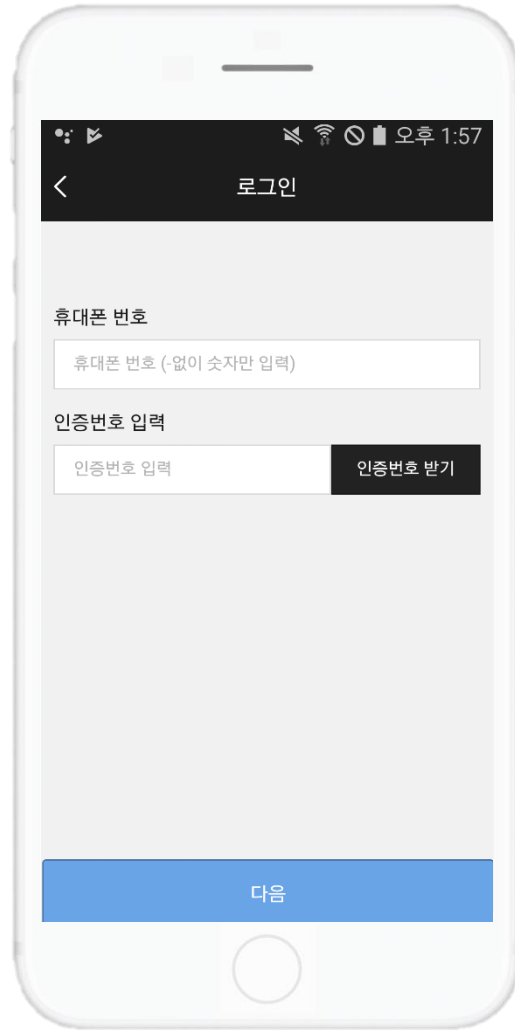 오후 1:57
로그인
휴대폰 번호
휴대폰 번호 (-없이 숫자만 입력)
인증번호 입력
인증번호 입력
인증번호 받기
다음